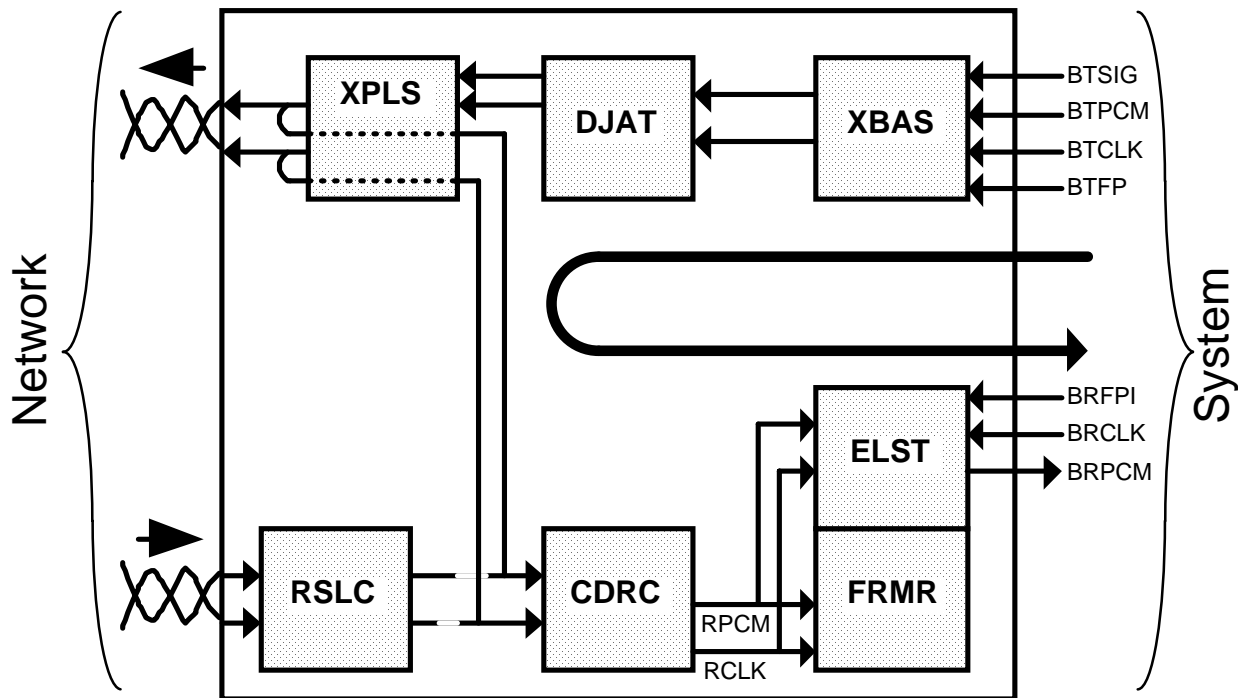 XPLS
DJAT
XBAS
BTSIG
BTPCM
BTCLK
BTFP
Network
System
BRFPI
BRCLK
BRPCM
ELST
RSLC
CDRC
FRMR
RPCM
RCLK